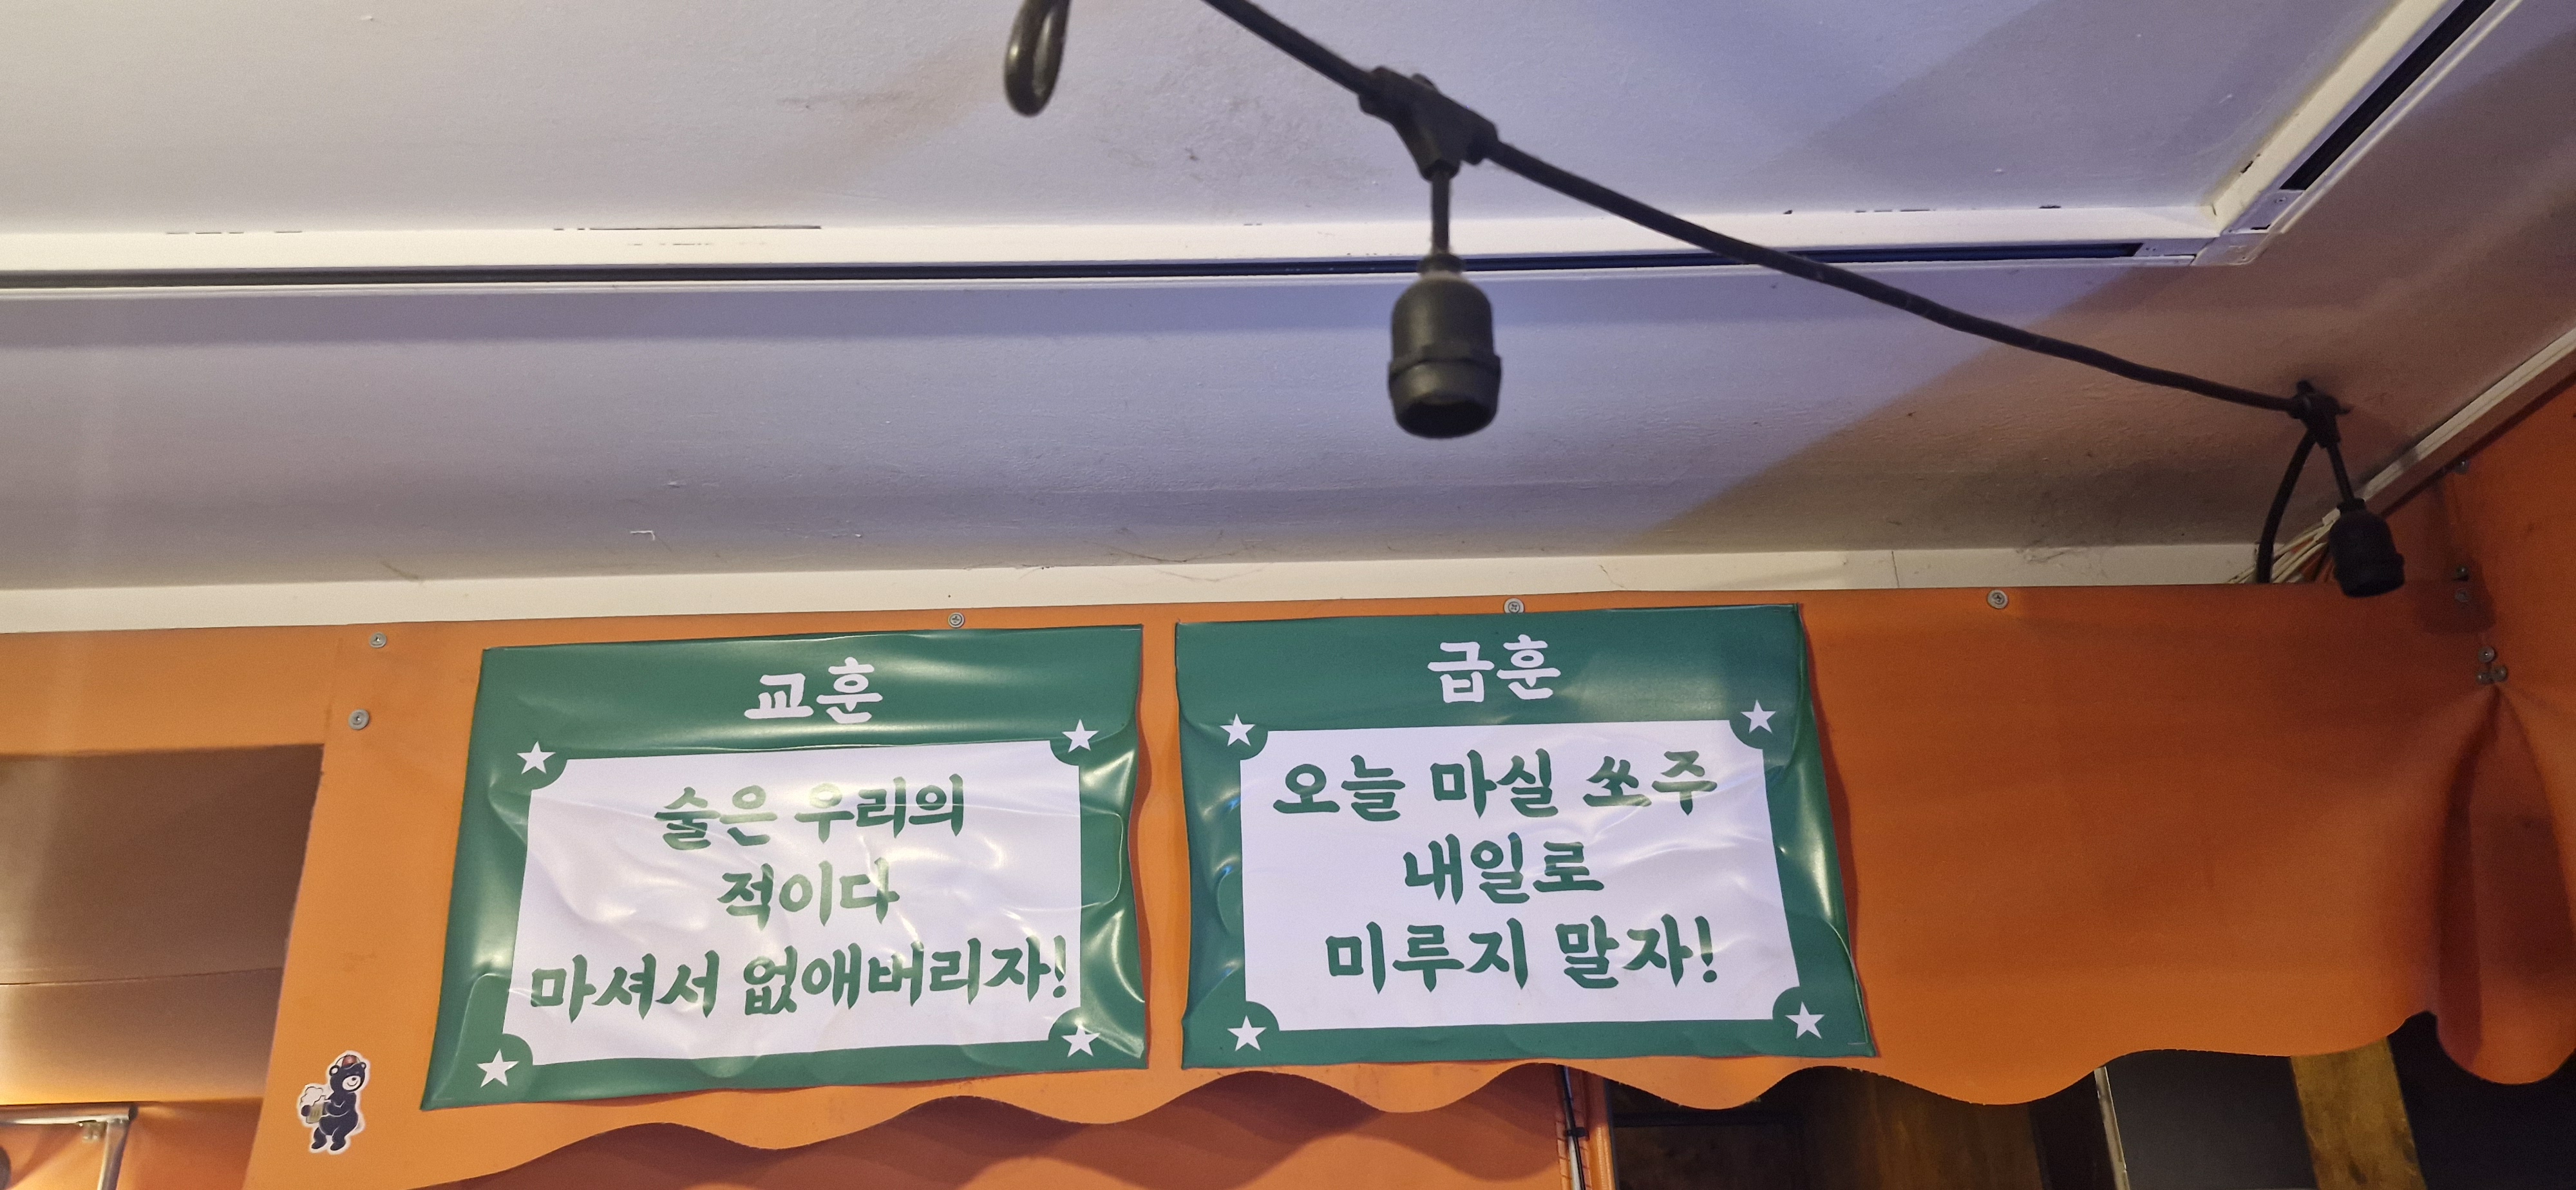 교훈
술은 우리의
적이다
마셔서 없애버리자!
급훈
오늘 마실 쏘주
내일로
미루지 말자!